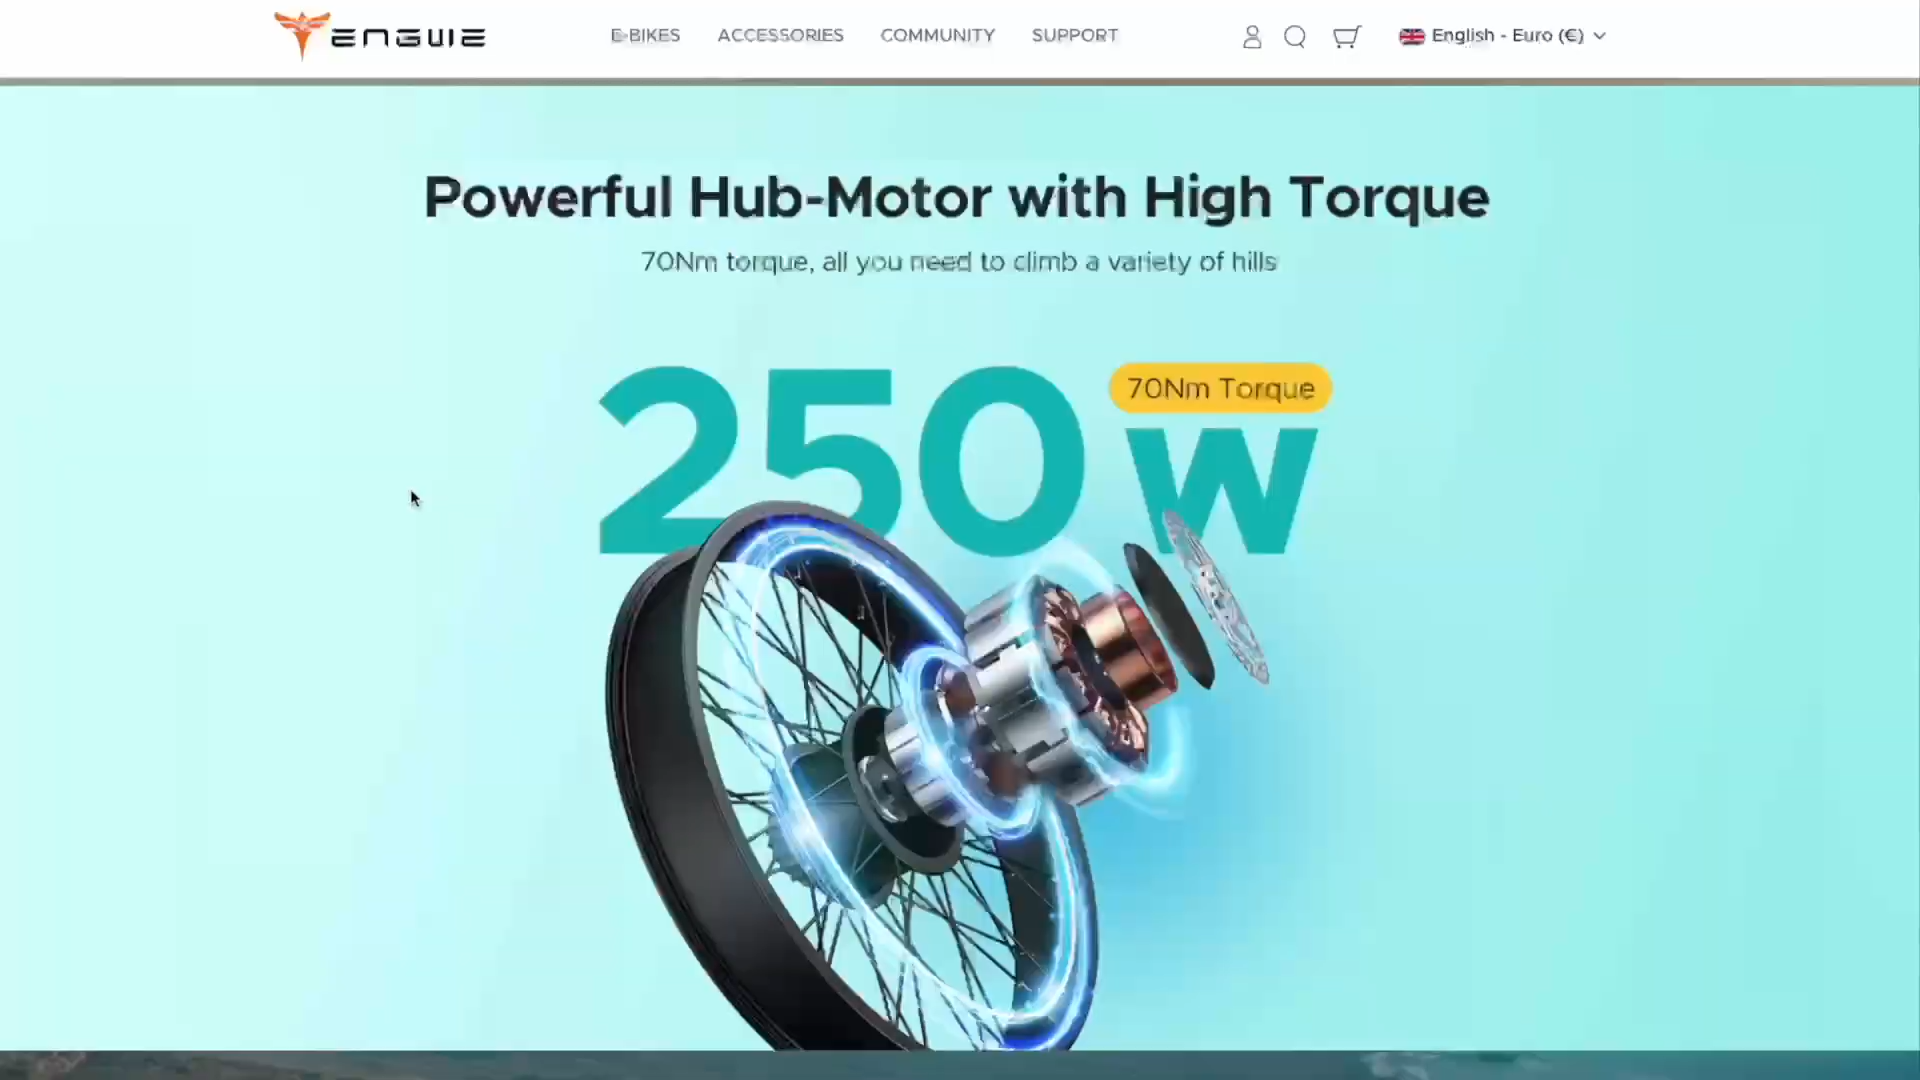 ENGWE
E-BIKES ACCESSORIES COMMUNITY SUPPORT English - Euro (€)
Powerful Hub-Motor with High Torque
70Nm torque, all you need to climb a variety of hills
70Nm Torque
250 W